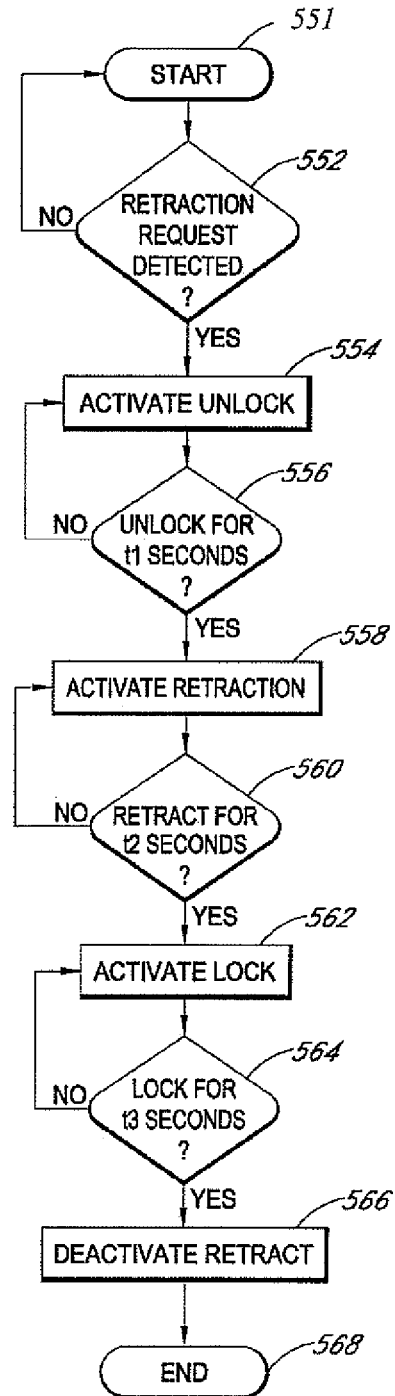 551
START
552
NO
RETRACTION
REQUEST
DETECTED
?
YES
554
ACTIVATE UNLOCK
556
NO
UNLOCK FOR
t1 SECONDS
?
YES
558
ACTIVATE RETRACTION
560
NO
RETRACT FOR
t2 SECONDS
?
YES
562
ACTIVATE LOCK
564
NO
LOCK FOR
t3 SECONDS
?
YES
566
DEACTIVATE RETRACT
568
END